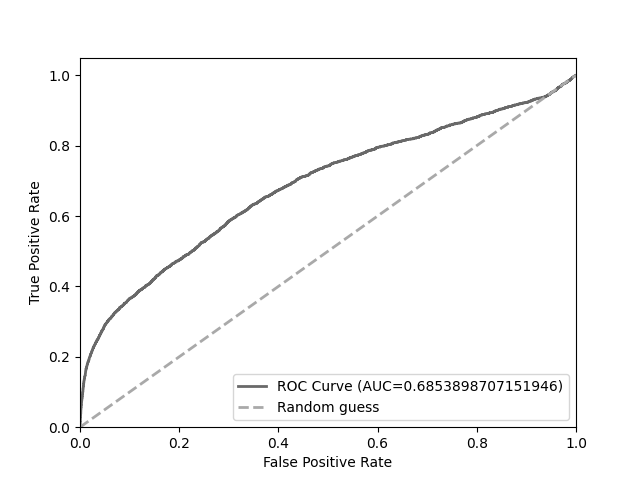 1.0
0.8
0.6
0.4
0.2
0.0
True Positive Rate
ROC Curve (AUC=0.6853898707151946)
Random guess
0.0 0.2 0.4 0.6 0.8 1.0
False Positive Rate